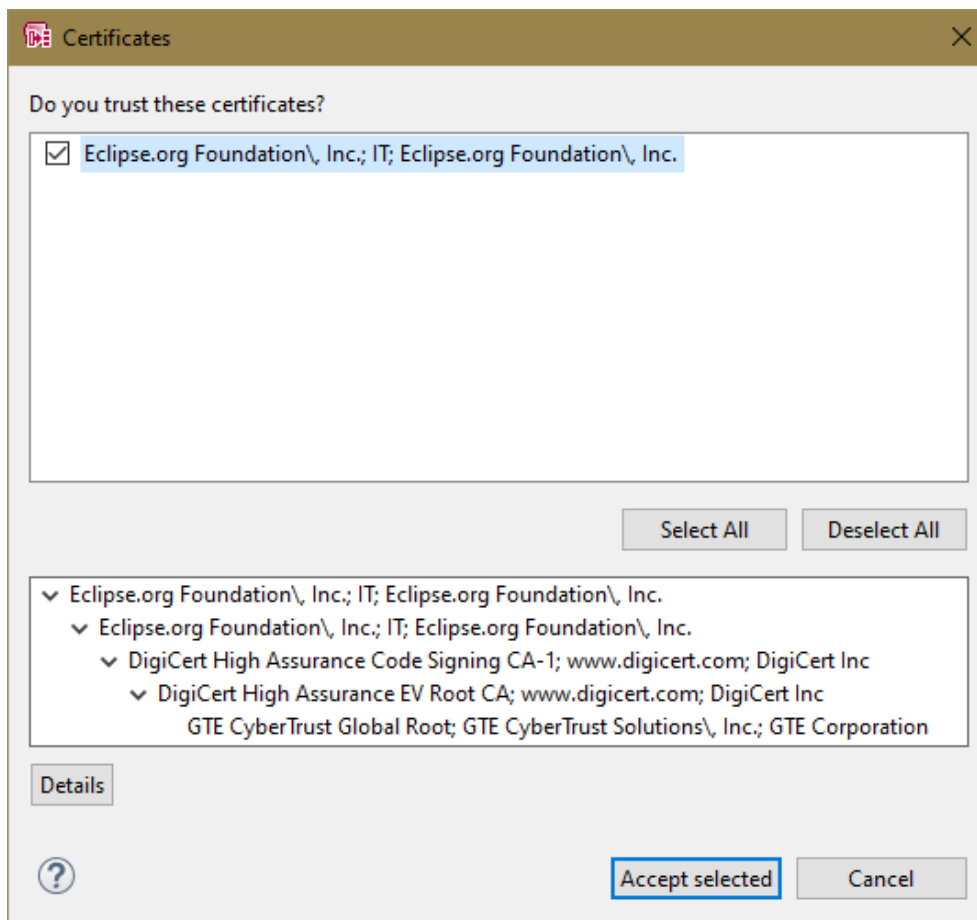 Certificates
Do you trust these certificates?
Eclipse.org Foundation\, Inc.; IT; Eclipse.org Foundation\, Inc.
Select All
Deselect All
Eclipse.org Foundation\, Inc.; IT; Eclipse.org Foundation\, Inc.
Eclipse.org Foundation\, Inc.; IT; Eclipse.org Foundation\, Inc.
DigiCert High Assurance Code Signing CA-1; www.digicert.com; DigiCert Inc
DigiCert High Assurance EV Root CA; www.digicert.com; DigiCert Inc
GTE CyberTrust Global Root; GTE CyberTrust Solutions\, Inc.; GTE Corporation
Details
?
Accept selected
Cancel